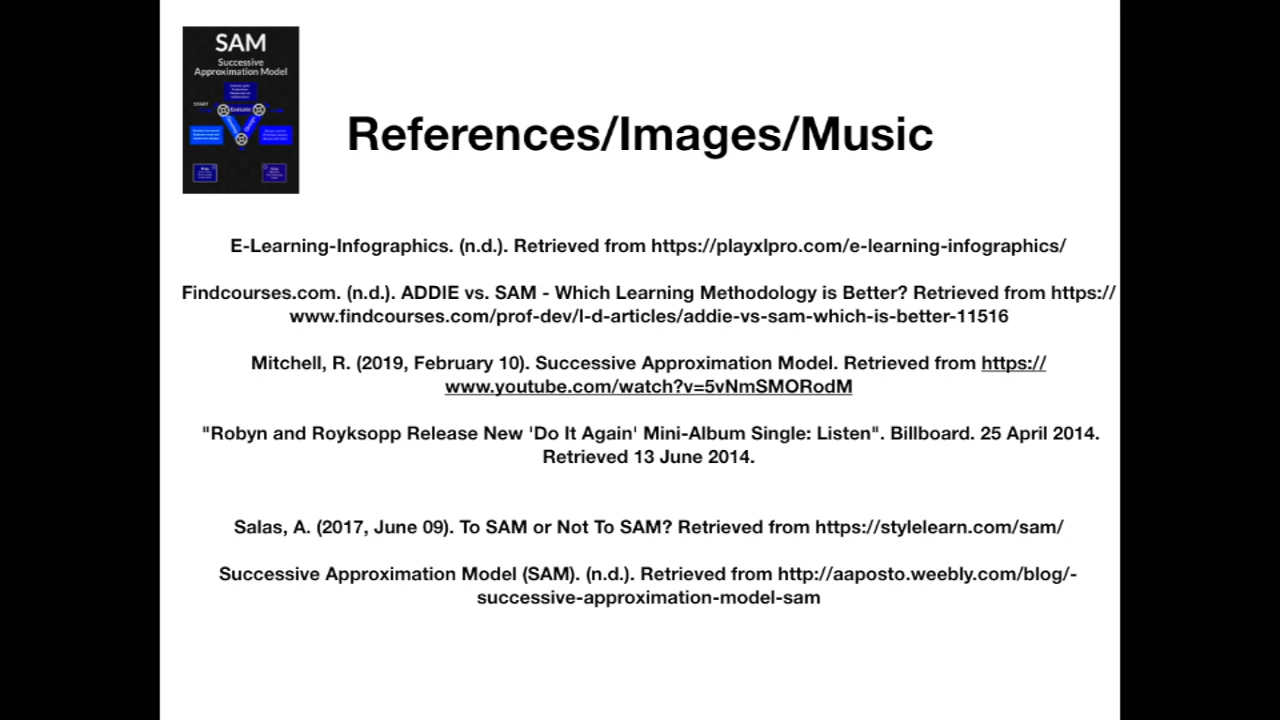 SAM
Successive
Approximation Model
START
Evaluate
References/Images/Music
E-Learning-Infographics. (n.d.). Retrieved from https://playxlpro.com/e-learning-infographics/
Findcourses.com. (n.d.). ADDIE vs. SAM - Which Learning Methodology is Better? Retrieved from https://
www.findcourses.com/prof-dev/l-d-articles/addie-vs-sam-which-is-better-11516
Mitchell, R. (2019, February 10). Successive Approximation Model. Retrieved from https://
www.youtube.com/watch?v=5vNmSMORodM
"Robyn and Royksopp Release New 'Do It Again' Mini-Album Single: Listen". Billboard. 25 April 2014.
Retrieved 13 June 2014.
Salas, A. (2017, June 09). To SAM or Not To SAM? Retrieved from https://stylelearn.com/sam/
Successive Approximation Model (SAM). (n.d.). Retrieved from http://aaposto.weebly.com/blog/-
successive-approximation-model-sam